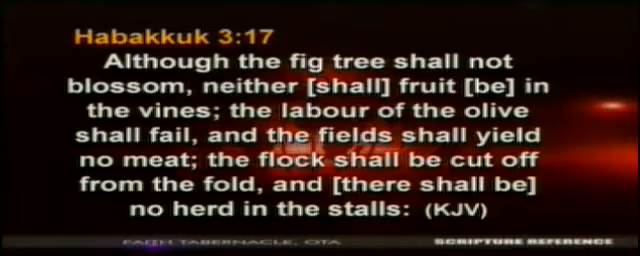 Habakkuk 3:17
Although the fig tree shall not
blossom, neither [shall] fruit [be] in
the vines; the labour of the olive
shall fail, and the fields shall yield
no meat; the flock shall be cut off
from the fold, and [there shall be]
no herd in the stalls: (KJV)
FAITH TABERNACLE, OTA
SCRIPTURE REFERENCE